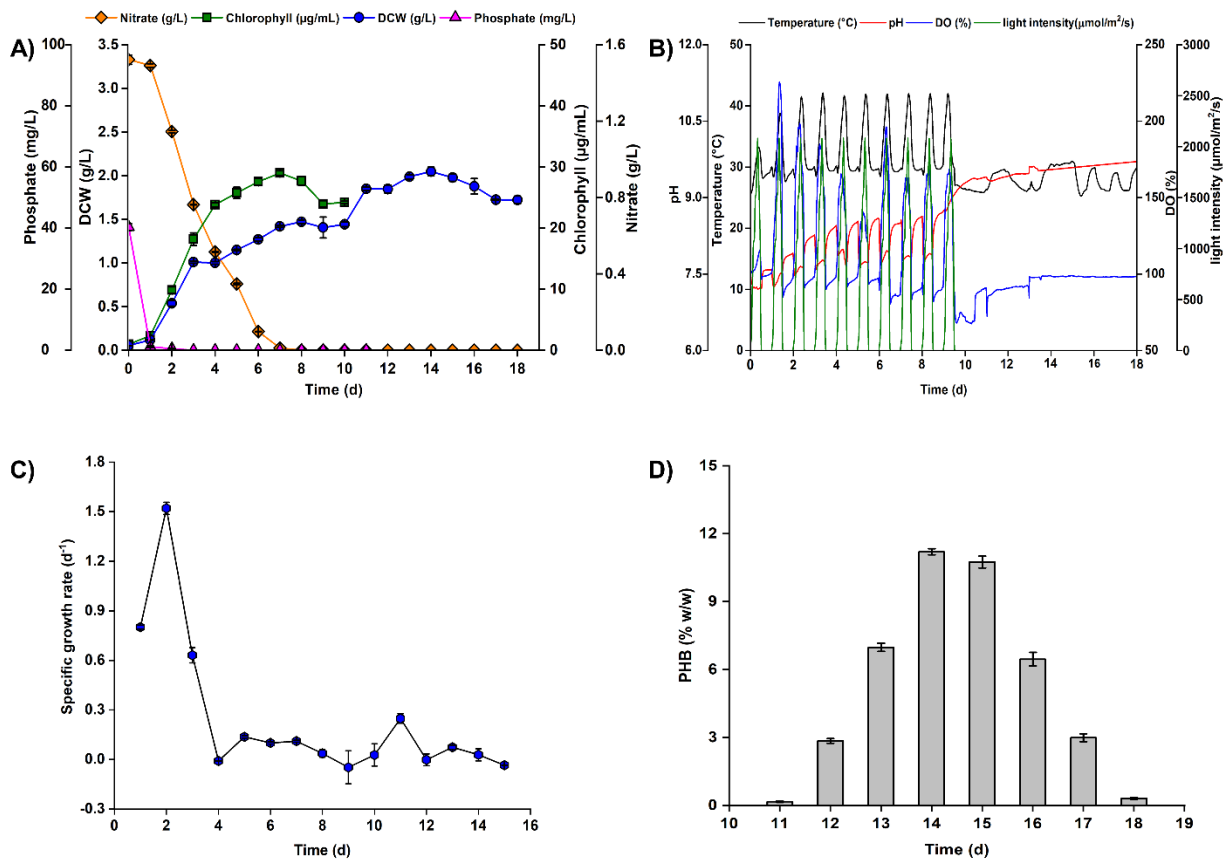 Nitrate (g/L) Chlorophyll (µg/mL) DCW (g/L) Phosphate (mg/L)
A)
100
80
60
40
20
0
Phosphate (mg/L)
3.5
3.0
2.5
2.0
1.5
1.0
0.5
0.0
DCW (g/L)
50
40
30
20
10
0
Chlorophyll (µg/mL)
1.6
1.2
0.8
0.4
0.0
Nitrate (g/L)
0 2 4 6 8 10 12 14 16 18
Time (d)
Temperature (°C) pH DO (%) light intensity(µmol/m²/s)
B)
12.0
10.5
9.0
7.5
6.0
pH
50
40
30
20
10
0
Temperature (°C)
250
200
150
100
50
DO (%)
3000
2500
2000
1500
1000
500
0
light intensity (µmol/m²/s)
0 2 4 6 8 10 12 14 16 18
Time (d)
C)
1.8
1.5
1.2
0.9
0.6
0.3
0.0
-0.3
Specific growth rate (d⁻¹)
0 2 4 6 8 10 12 14 16
Time (d)
D)
15
12
9
6
3
0
PHB (% w/w)
10 11 12 13 14 15 16 17 18 19
Time (d)